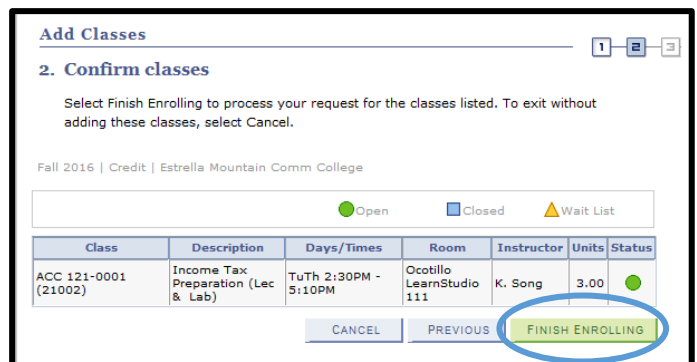 Add Classes
1 2 3
2. Confirm classes
Select Finish Enrolling to process your request for the classes listed. To exit without
adding these classes, select Cancel.
Fall 2016 | Credit | Estrella Mountain Comm College
Open Closed Wait List
Class Description Days/Times Room Instructor Units Status
ACC 121-0001 Income Tax TuTh 2:30PM - Ocotillo K. Song 3.00
(21002) Preparation (Lec 5:10PM LearnStudio
& Lab) 111
CANCEL PREVIOUS FINISH ENROLLING